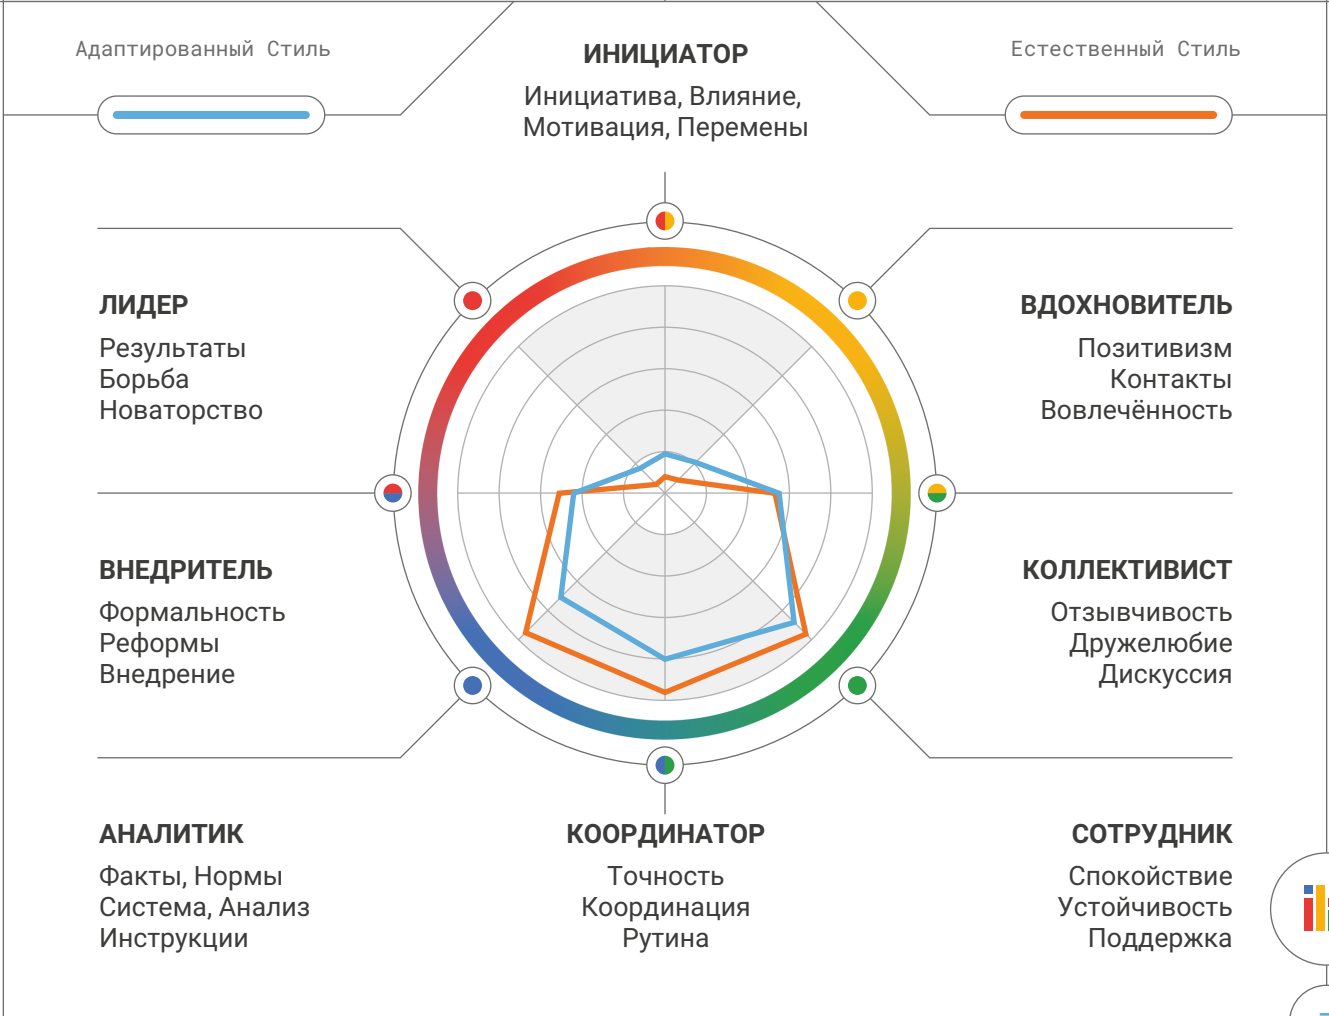 Адаптированный Стиль
Естественный Стиль
ИНИЦИАТОР
Инициатива, Влияние,
Мотивация, Перемены
ЛИДЕР
Результаты
Борьба
Новаторство
ВДОХНОВИТЕЛЬ
Позитивизм
Контакты
Вовлечённость
ВНЕДРИТЕЛЬ
Формальность
Реформы
Внедрение
КОЛЛЕКТИВИСТ
Отзывчивость
Дружелюбие
Дискуссия
АНАЛИТИК
Факты, Нормы
Система, Анализ
Инструкции
КООРДИНАТОР
Точность
Координация
Рутина
СОТРУДНИК
Спокойствие
Устойчивость
Поддержка